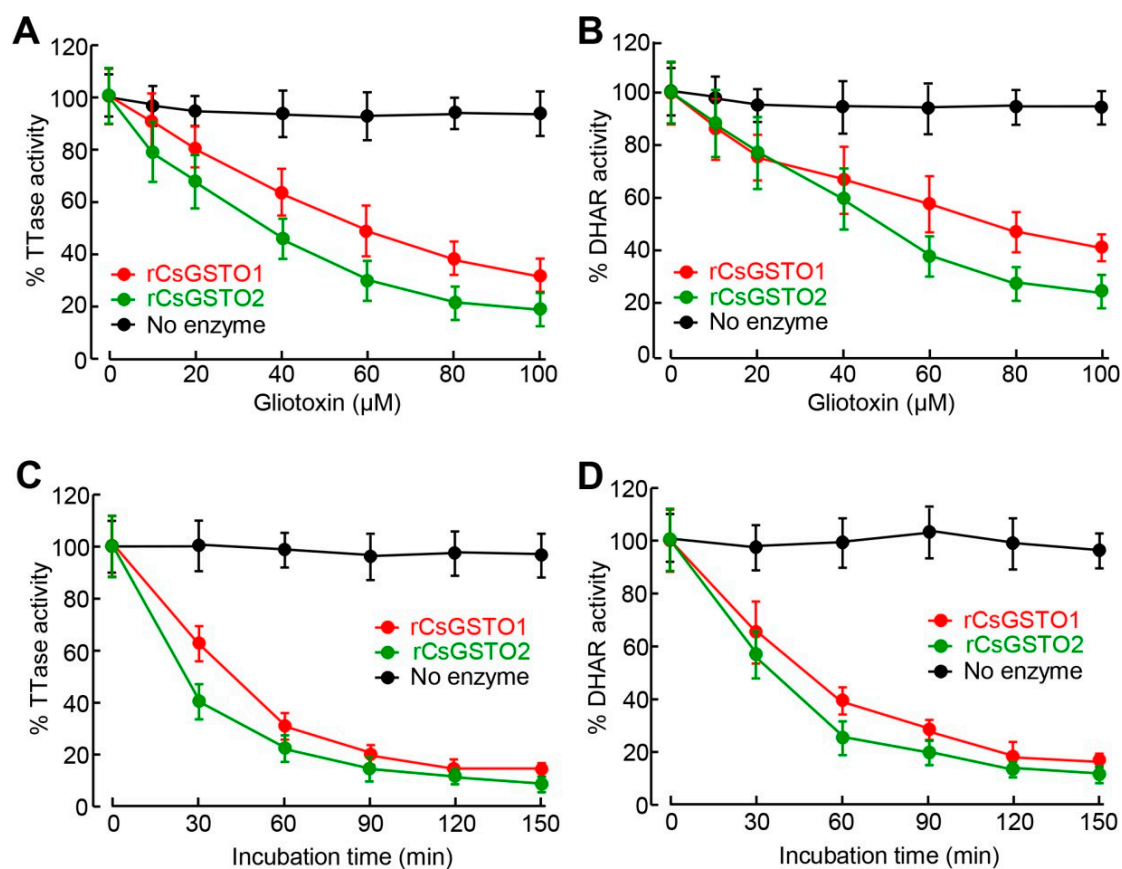 A
120
100
80
60
40
20
0
% TTase activity
rCsGSTO1
rCsGSTO2
No enzyme
0 20 40 60 80 100
Gliotoxin (µM)
B
120
100
80
60
40
20
0
% DHAR activity
rCsGSTO1
rCsGSTO2
No enzyme
0 20 40 60 80 100
Gliotoxin (µM)
C
120
100
80
60
40
20
0
% TTase activity
rCsGSTO1
rCsGSTO2
No enzyme
0 30 60 90 120 150
Incubation time (min)
D
120
100
80
60
40
20
0
% DHAR activity
rCsGSTO1
rCsGSTO2
No enzyme
0 30 60 90 120 150
Incubation time (min)